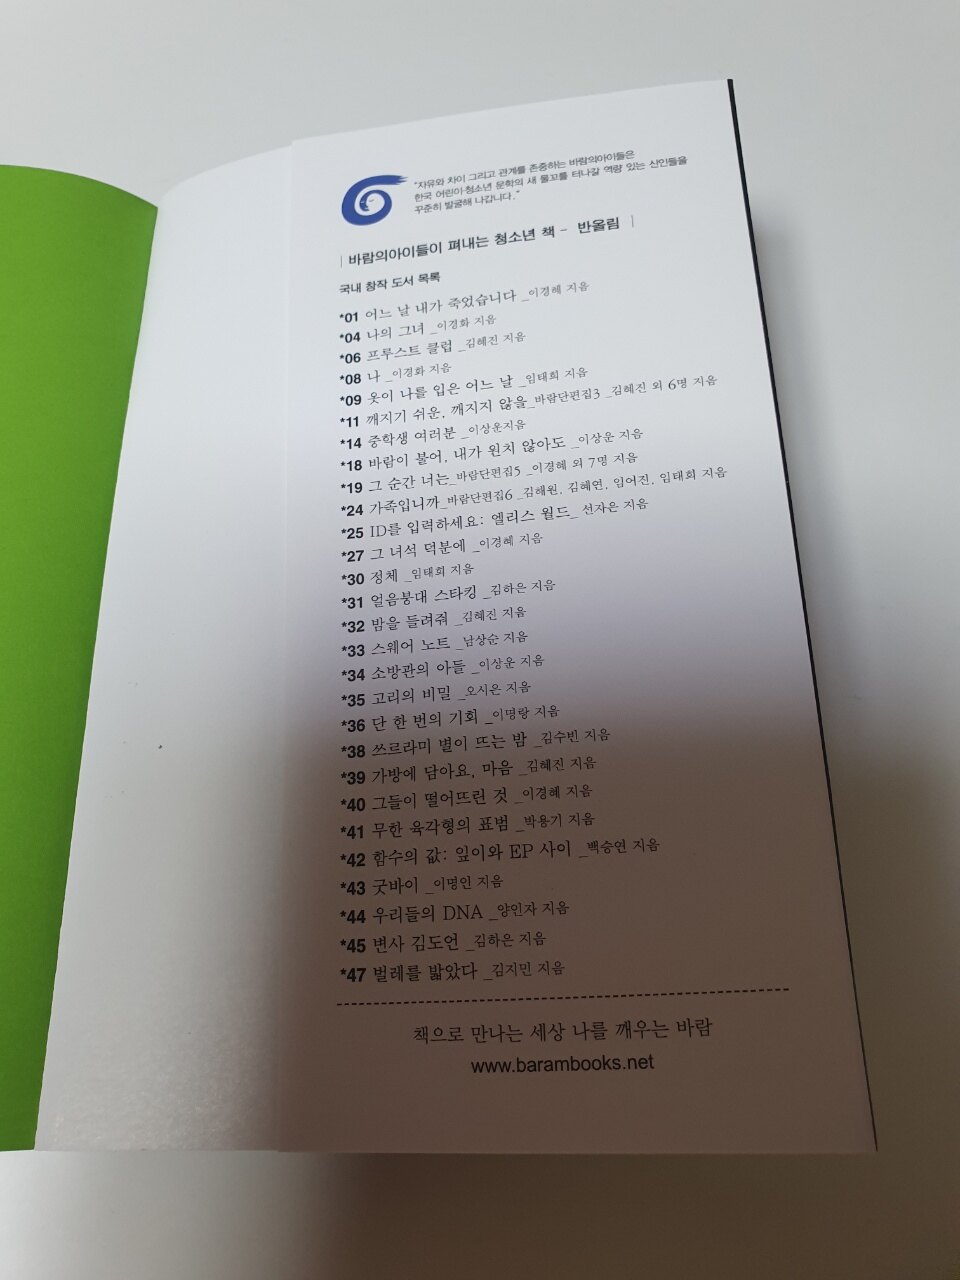 "자유와 차이 그리고 관계를 존중하는 바람의아이들은
한국 어린이·청소년 문학의 새 물꼬를 터나갈 역량 있는 신인들을
꾸준히 발굴해 나갑니다."
| 바람의아이들이 펴내는 청소년 책 - 반올림 |
국내 창작 도서 목록
*01 어느 날 내가 죽었습니다 _이경혜 지음
*04 나의 그녀 _이경화 지음
*06 프루스트 클럽 _김혜진 지음
*08 나 _이경화 지음
*09 옷이 나를 입은 어느 날 _임태희 지음
*11 깨지기 쉬운, 깨지지 않을_바람단편집3 _김혜진 외 6명 지음
*14 중학생 여러분 _이상운지음
*18 바람이 불어, 내가 원치 않아도 _이상운 지음
*19 그 순간 너는_바람단편집5 _이경혜 외 7명 지음
*24 가족입니까_바람단편집6 _김해원, 김혜연, 임어진, 임태희 지음
*25 ID를 입력하세요: 엘리스 월드_ 선자은 지음
*27 그 녀석 덕분에 _이경혜 지음
*30 정체 _임태희 지음
*31 얼음붕대 스타킹 _김하은 지음
*32 밤을 들려줘 _김혜진 지음
*33 스웨어 노트 _남상순 지음
*34 소방관의 아들 _이상운 지음
*35 고리의 비밀 _오시은 지음
*36 단 한 번의 기회 _이명랑 지음
*38 쓰르라미 별이 뜨는 밤 _김수빈 지음
*39 가방에 담아요, 마음 _김혜진 지음
*40 그들이 떨어뜨린 것 _이경혜 지음
*41 무한 육각형의 표범 _박용기 지음
*42 함수의 값: 잎이와 EP 사이 _백승연 지음
*43 굿바이 _이명인 지음
*44 우리들의 DNA _양인자 지음
*45 변사 김도언 _김하은 지음
*47 벌레를 밟았다 _김지민 지음
책으로 만나는 세상 나를 깨우는 바람
www.barambooks.net